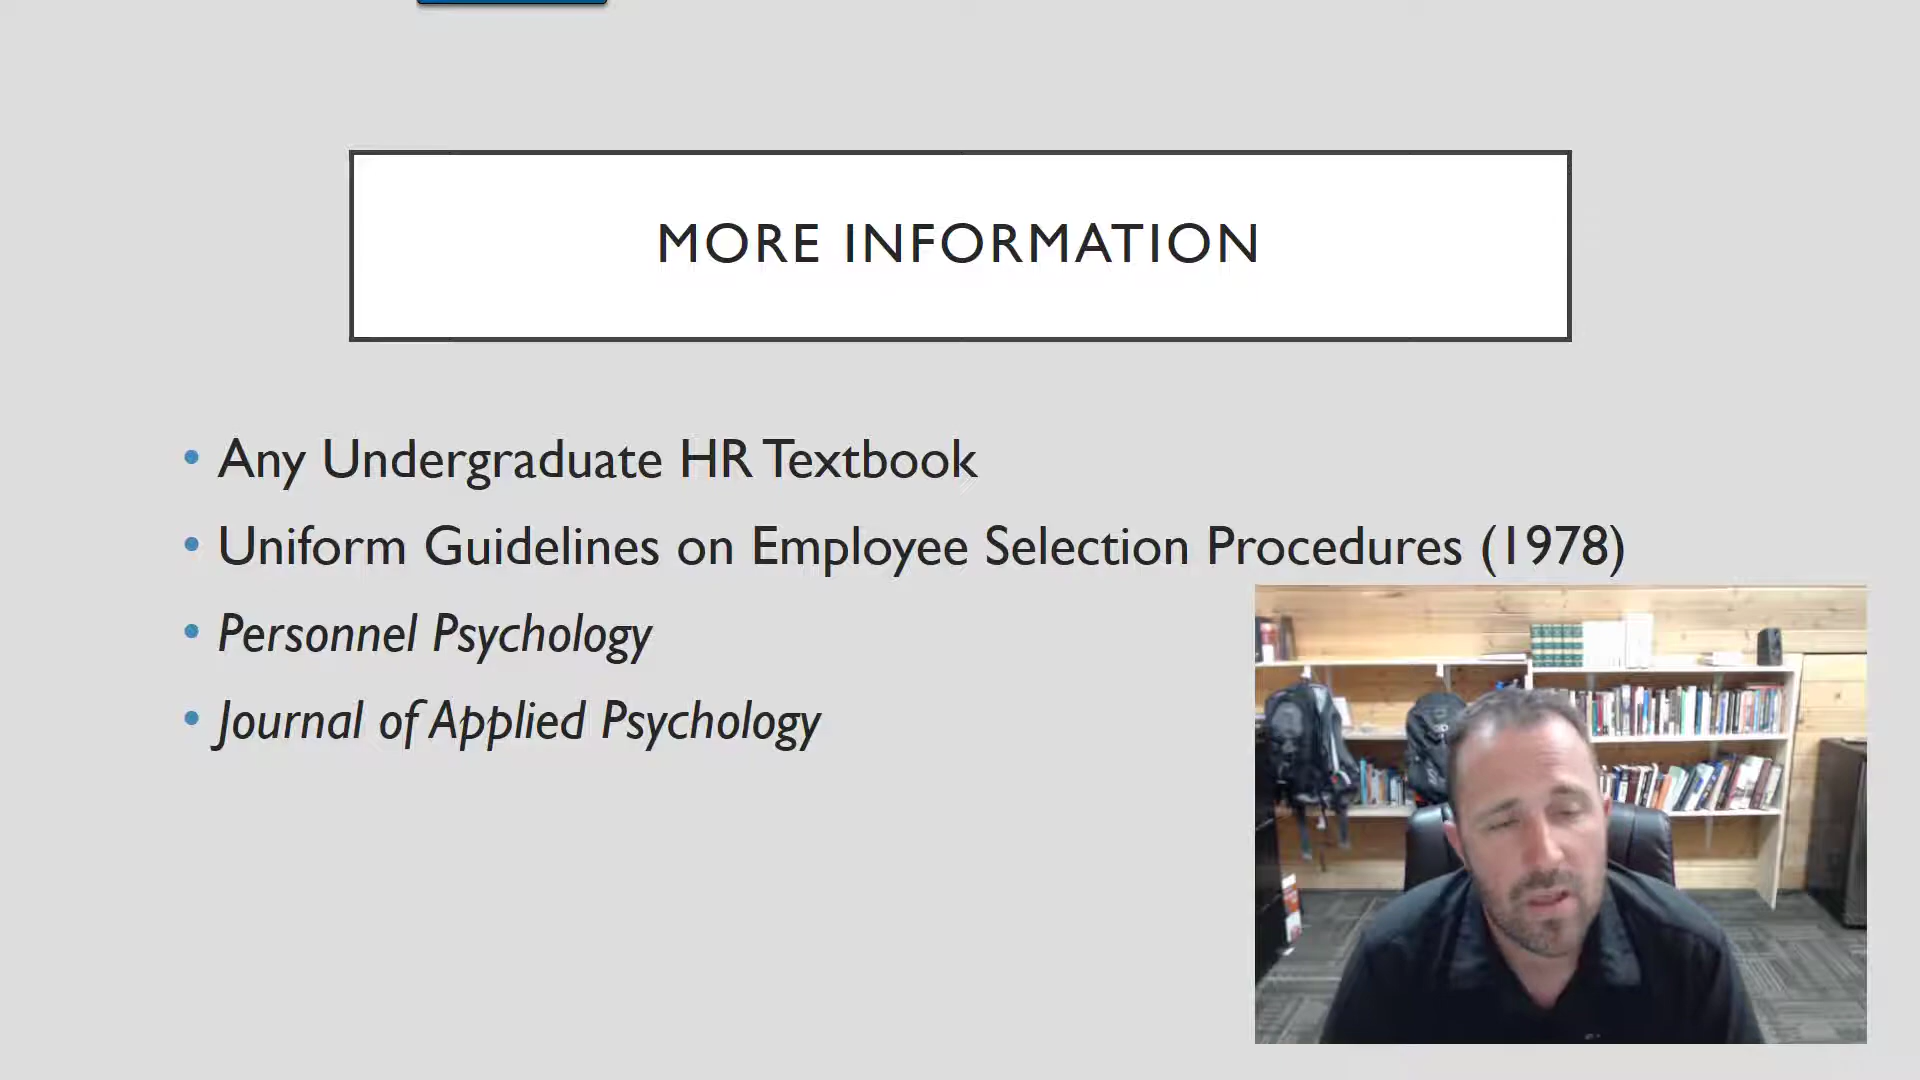 MORE INFORMATION
Any Undergraduate HR Textbook
Uniform Guidelines on Employee Selection Procedures (1978)
Personnel Psychology
Journal of Applied Psychology